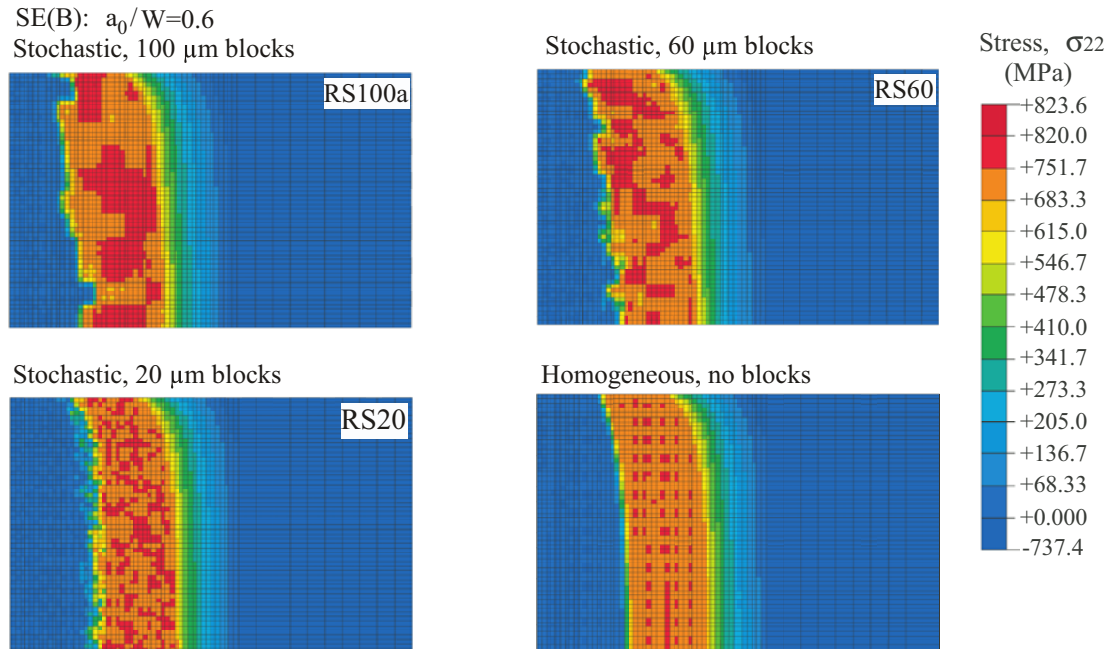 SE(B): a0/W=0.6
Stochastic, 100 µm blocks
RS100a
Stochastic, 60 µm blocks
RS60
Stress, σ22
(MPa)
+823.6
+820.0
+751.7
+683.3
+615.0
+546.7
+478.3
+410.0
+341.7
+273.3
+205.0
+136.7
+68.33
+0.000
-737.4
Stochastic, 20 µm blocks
RS20
Homogeneous, no blocks